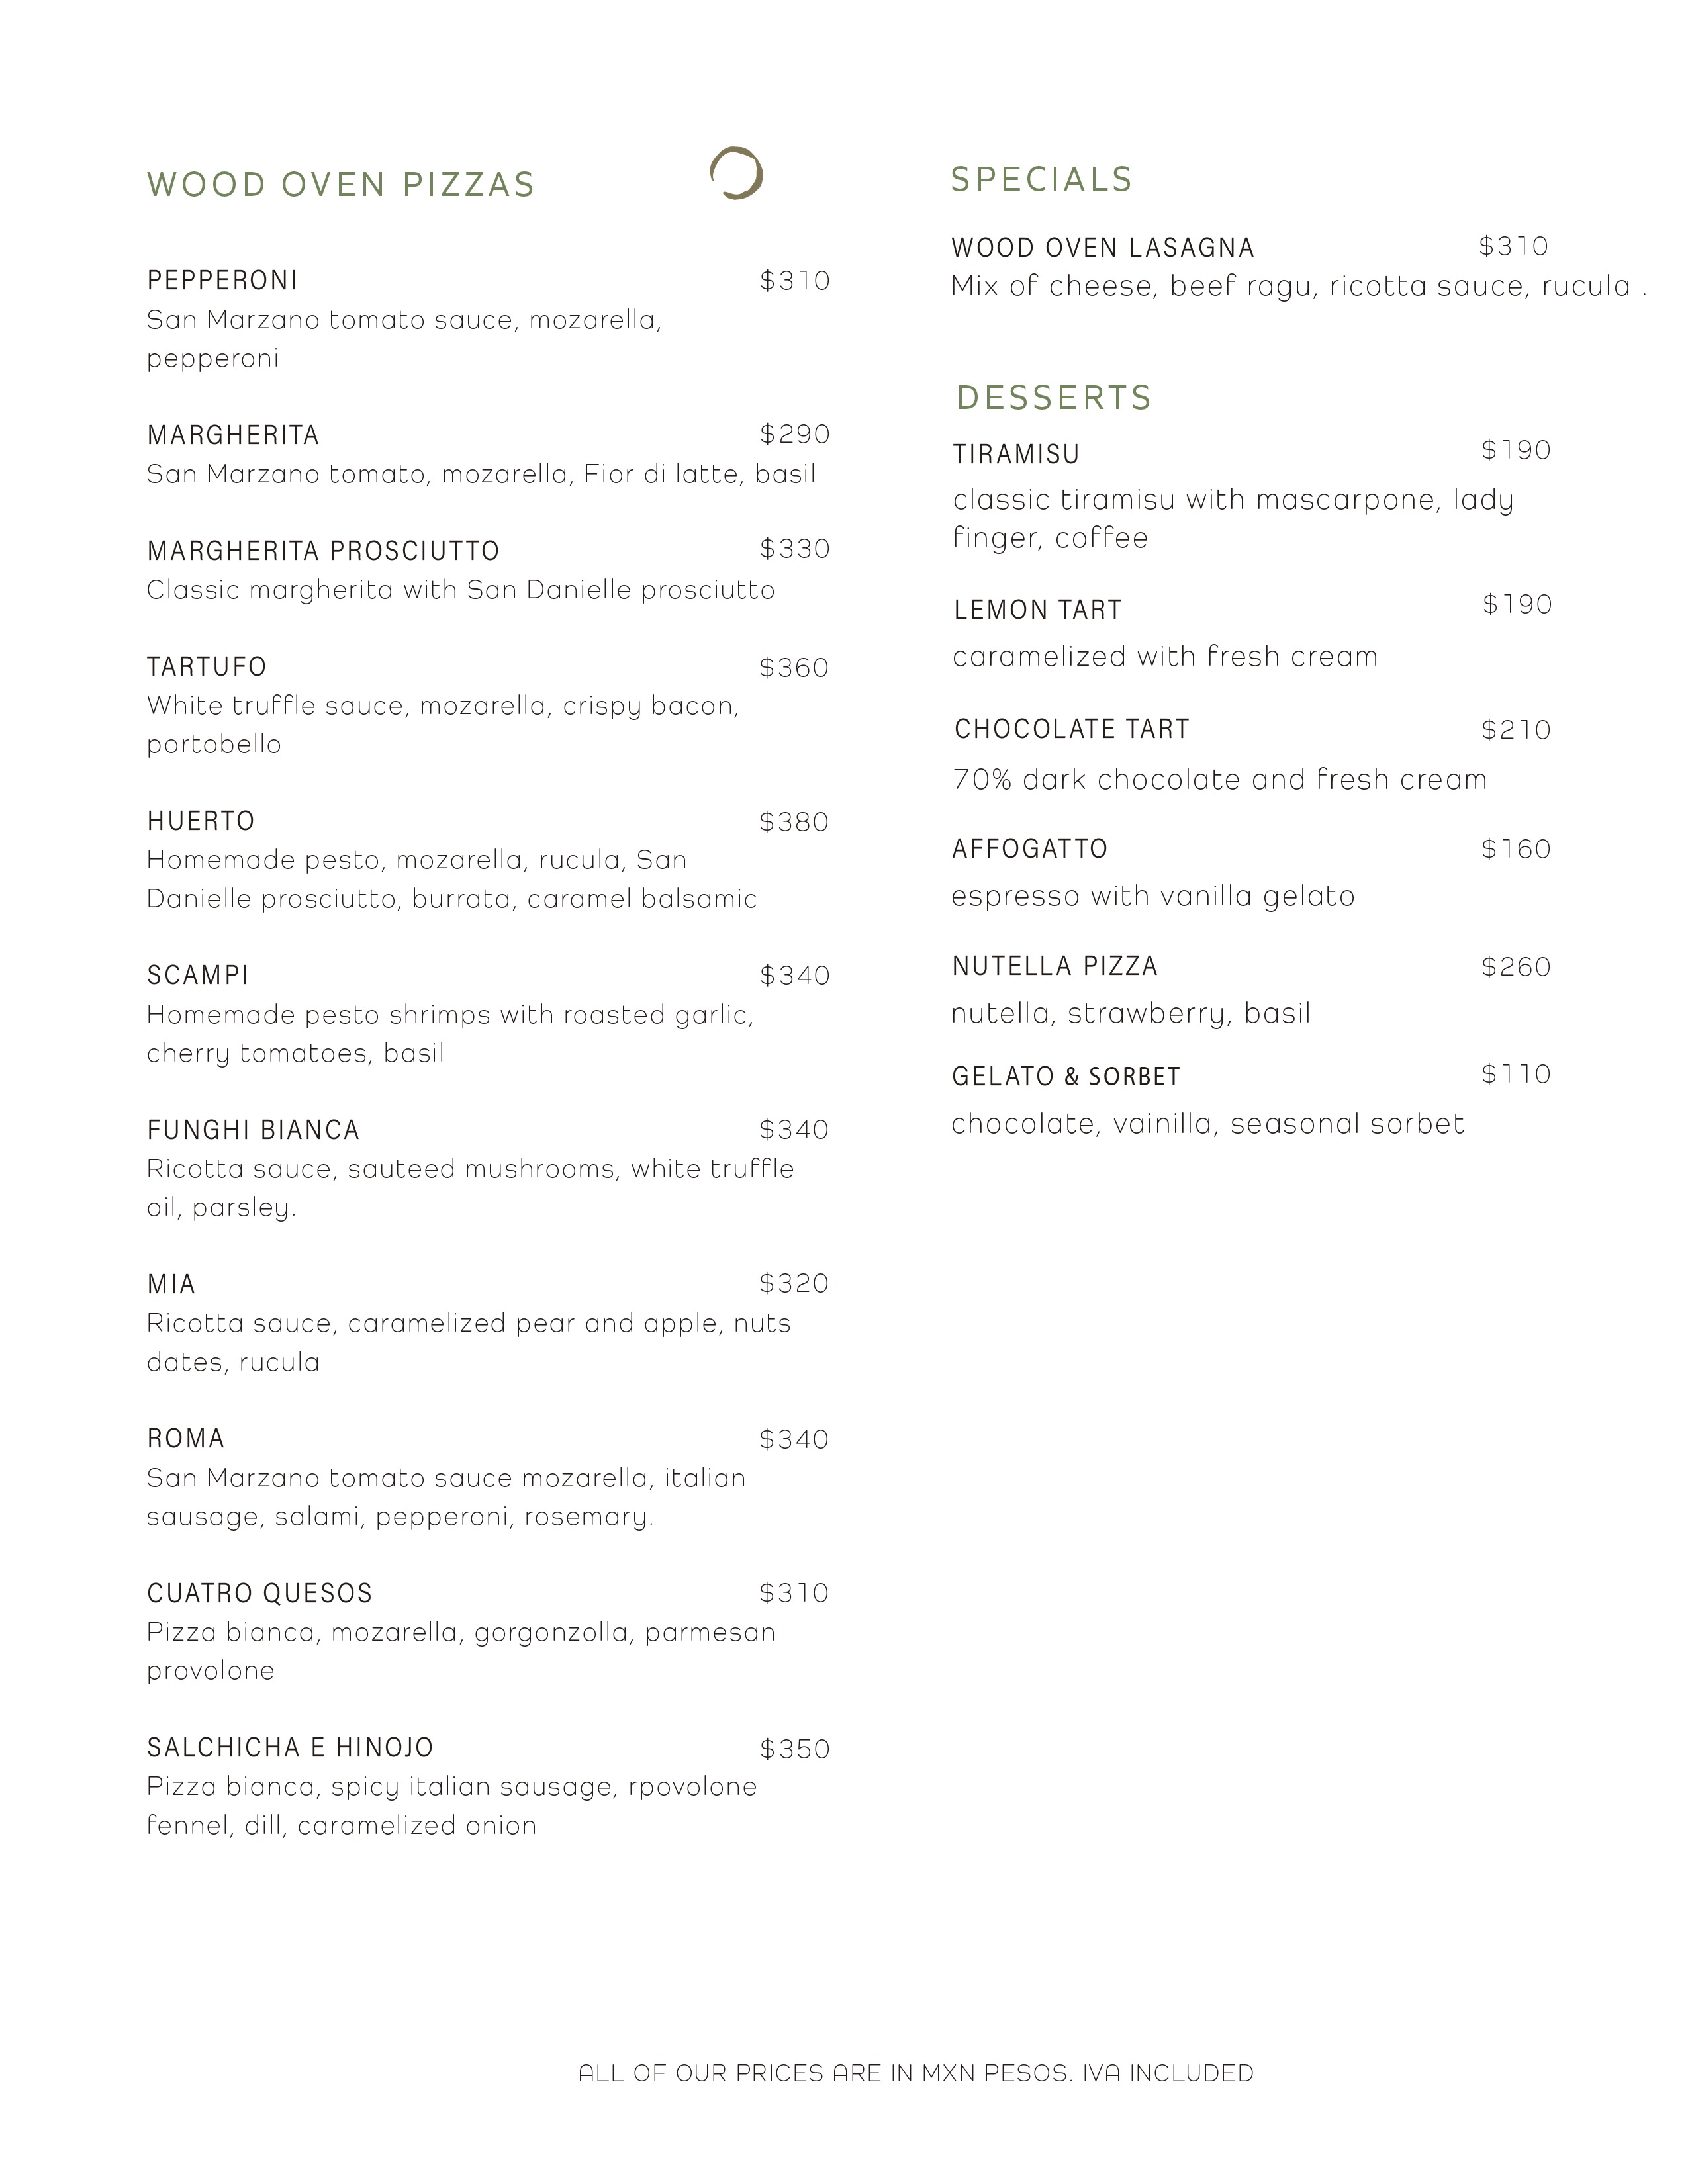 WOOD OVEN PIZZAS
PEPPERONI $310
San Marzano tomato sauce, mozarella,
pepperoni
MARGHERITA $290
San Marzano tomato, mozarella, Fior di latte, basil
MARGHERITA PROSCIUTTO $330
Classic margherita with San Danielle prosciutto
TARTUFO $360
White truffle sauce, mozarella, crispy bacon,
portobello
HUERTO $380
Homemade pesto, mozarella, rucula, San
Danielle prosciutto, burrata, caramel balsamic
SCAMPI $340
Homemade pesto shrimps with roasted garlic,
cherry tomatoes, basil
FUNGHI BIANCA $340
Ricotta sauce, sauteed mushrooms, white truffle
oil, parsley.
MIA $320
Ricotta sauce, caramelized pear and apple, nuts
dates, rucula
ROMA $340
San Marzano tomato sauce mozarella, italian
sausage, salami, pepperoni, rosemary.
CUATRO QUESOS $310
Pizza bianca, mozarella, gorgonzolla, parmesan
provolone
SALCHICHA E HINOJO $350
Pizza bianca, spicy italian sausage, rpovolone
fennel, dill, caramelized onion
SPECIALS
WOOD OVEN LASAGNA $310
Mix of cheese, beef ragu, ricotta sauce, rucula .
DESSERTS
TIRAMISU $190
classic tiramisu with mascarpone, lady
finger, coffee
LEMON TART $190
caramelized with fresh cream
CHOCOLATE TART $210
70% dark chocolate and fresh cream
AFFOGATTO $160
espresso with vanilla gelato
NUTELLA PIZZA $260
nutella, strawberry, basil
GELATO & SORBET $110
chocolate, vainilla, seasonal sorbet
ALL OF OUR PRICES ARE IN MXN PESOS. IVA INCLUDED